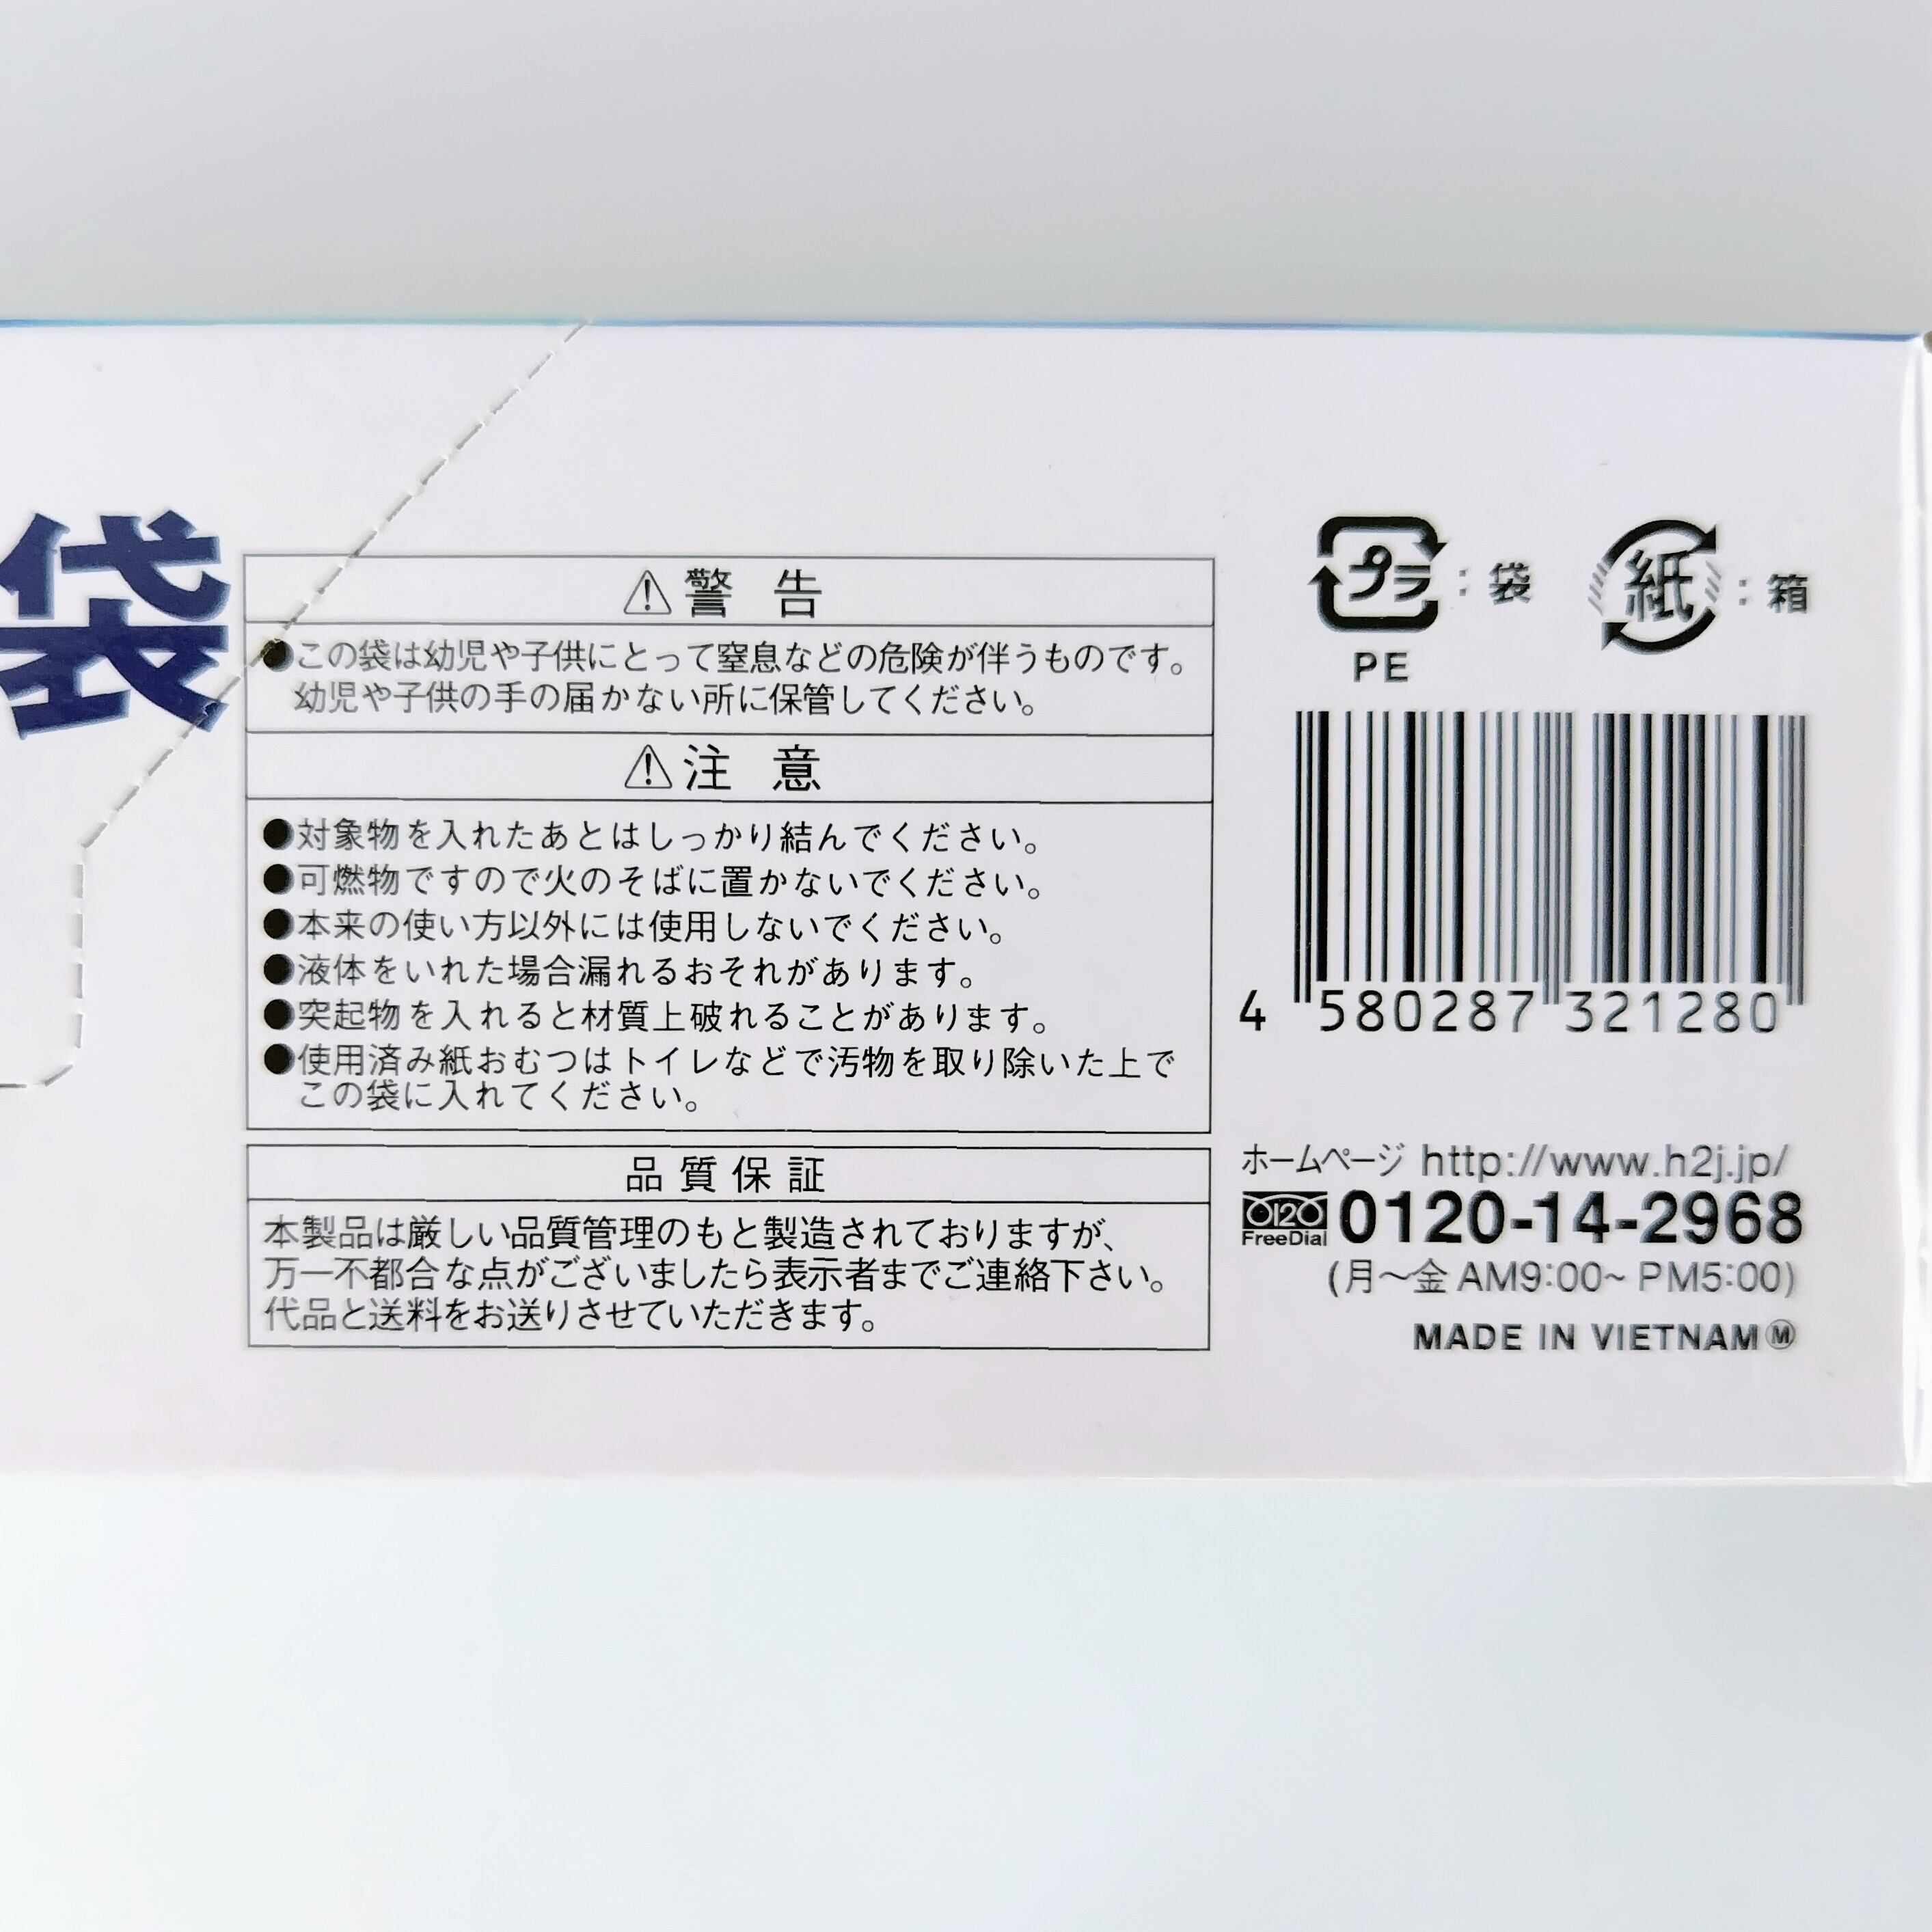 袋
⚠警 告
●この袋は幼児や子供にとって窒息などの危険が伴うものです。
幼児や子供の手の届かない所に保管してください。
⚠注 意
●対象物を入れたあとはしっかり結んでください。
●可燃物ですので火のそばに置かないでください。
●本来の使い方以外には使用しないでください。
●液体をいれた場合漏れるおそれがあります。
●突起物を入れると材質上破れることがあります。
●使用済み紙おむつはトイレなどで汚物を取り除いた上で
この袋に入れてください。
品質保証
本製品は厳しい品質管理のもと製造されておりますが、
万一不都合な点がございましたら表示者までご連絡下さい。
代品と送料をお送りさせていただきます。
プラ：袋 紙：箱
PE
4 580287 321280
ホームページ http://www.h2j.jp/
0120 FreeDial 0120-14-2968
(月〜金 AM9:00~ PM5:00)
MADE IN VIETNAM Ⓜ